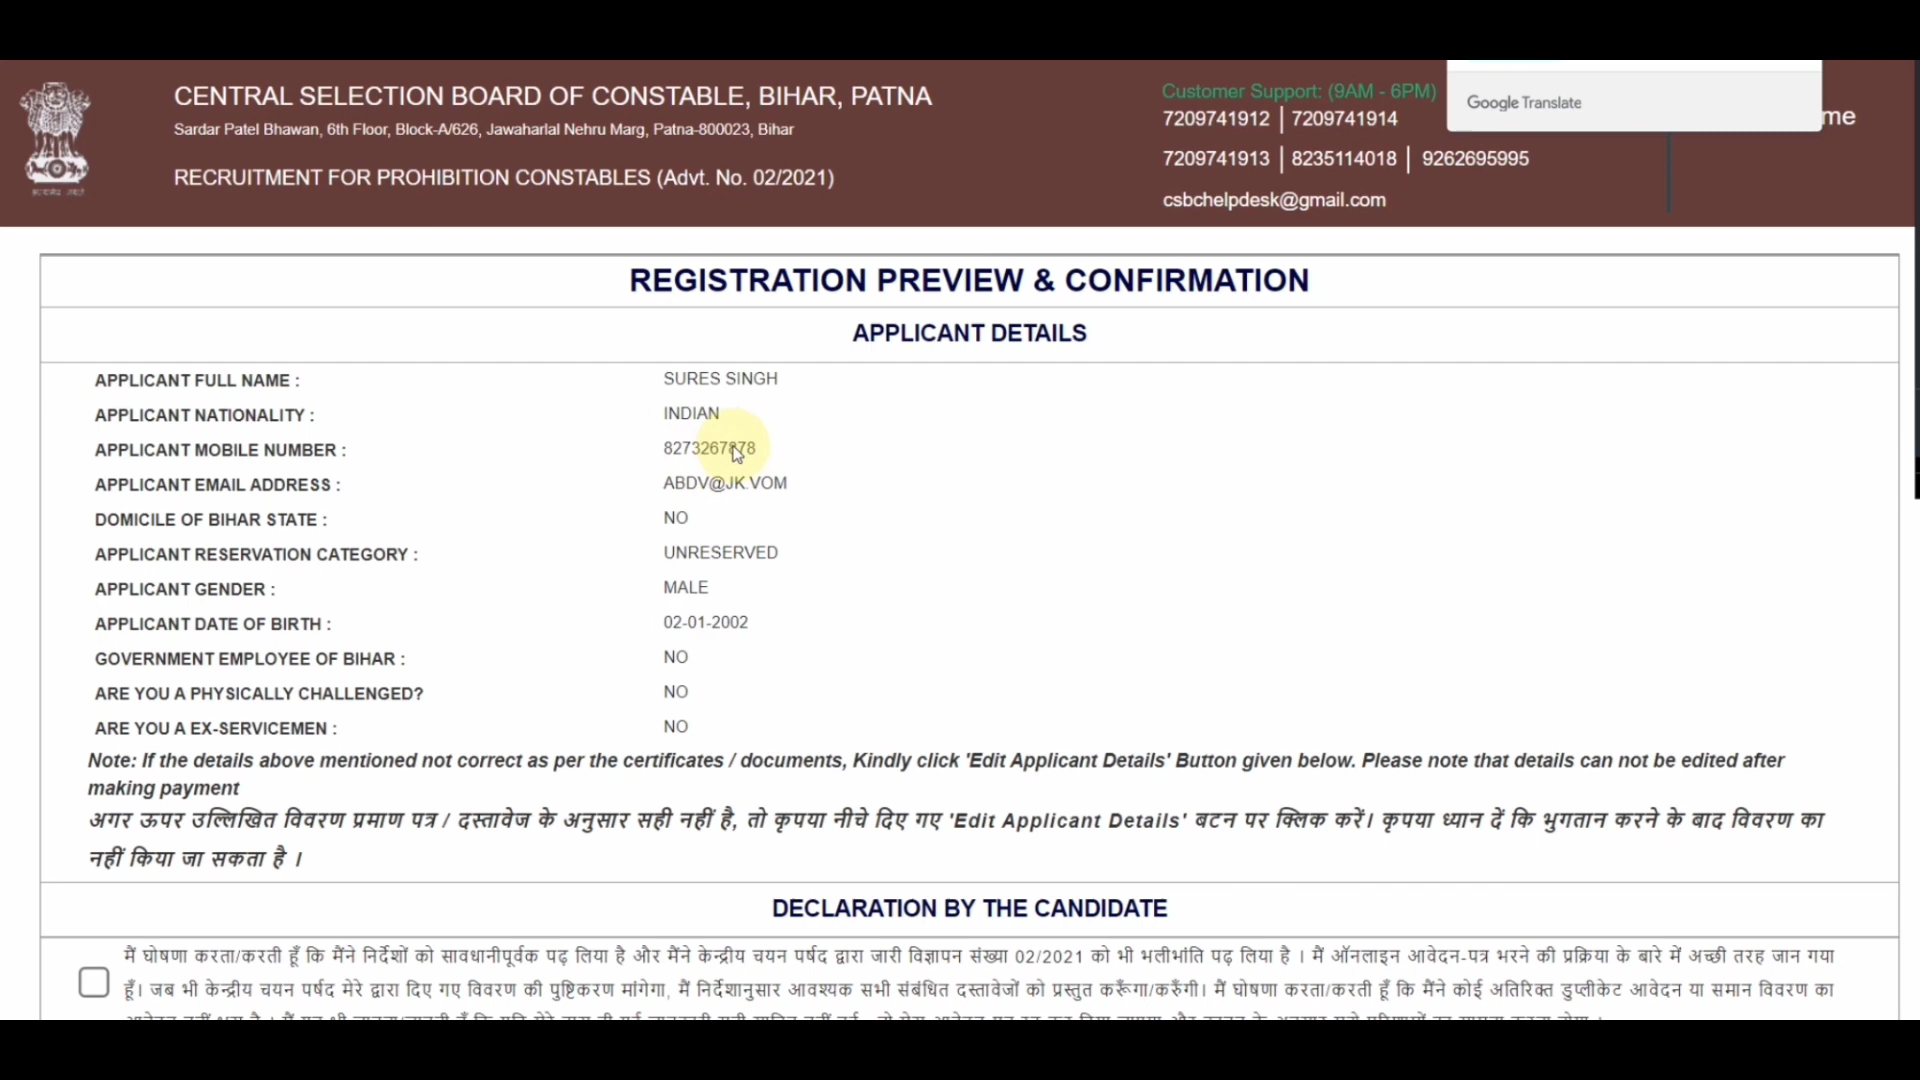 CENTRAL SELECTION BOARD OF CONSTABLE, BIHAR, PATNA
Sardar Patel Bhawan, 6th Floor, Block-A/626, Jawaharlal Nehru Marg, Patna-800023, Bihar
RECRUITMENT FOR PROHIBITION CONSTABLES (Advt. No. 02/2021)
Customer Support: (9AM - 6PM)
7209741912 | 7209741914
7209741913 | 8235114018 | 9262695995
csbchelpdesk@gmail.com
Google Translate
me
REGISTRATION PREVIEW & CONFIRMATION
APPLICANT DETAILS
APPLICANT FULL NAME : SURES SINGH
APPLICANT NATIONALITY : INDIAN
APPLICANT MOBILE NUMBER : 8273267878
APPLICANT EMAIL ADDRESS : ABDV@JK.VOM
DOMICILE OF BIHAR STATE : NO
APPLICANT RESERVATION CATEGORY : UNRESERVED
APPLICANT GENDER : MALE
APPLICANT DATE OF BIRTH : 02-01-2002
GOVERNMENT EMPLOYEE OF BIHAR : NO
ARE YOU A PHYSICALLY CHALLENGED? NO
ARE YOU A EX-SERVICEMEN : NO
Note: If the details above mentioned not correct as per the certificates / documents, Kindly click 'Edit Applicant Details' Button given below. Please note that details can not be edited after
making payment
अगर ऊपर उल्लिखित विवरण प्रमाण पत्र / दस्तावेज के अनुसार सही नहीं है, तो कृपया नीचे दिए गए 'Edit Applicant Details' बटन पर क्लिक करें। कृपया ध्यान दें कि भुगतान करने के बाद विवरण का
नहीं किया जा सकता है ।
DECLARATION BY THE CANDIDATE
मैं घोषणा करता/करती हूँ कि मैंने निर्देशों को सावधानीपूर्वक पढ़ लिया है और मैंने केन्द्रीय चयन पर्षद द्वारा जारी विज्ञापन संख्या 02/2021 को भी भलीभांति पढ़ लिया है । मैं ऑनलाइन आवेदन-पत्र भरने की प्रक्रिया के बारे में अच्छी तरह जान गया
हूँ। जब भी केन्द्रीय चयन पर्षद मेरे द्वारा दिए गए विवरण की पुष्टिकरण मांगेगा, मैं निर्देशानुसार आवश्यक सभी संबंधित दस्तावेजों को प्रस्तुत करूँगा/करुँगी। मैं घोषणा करता/करती हूँ कि मैंने कोई अतिरिक्त डुप्लीकेट आवेदन या समान विवरण का